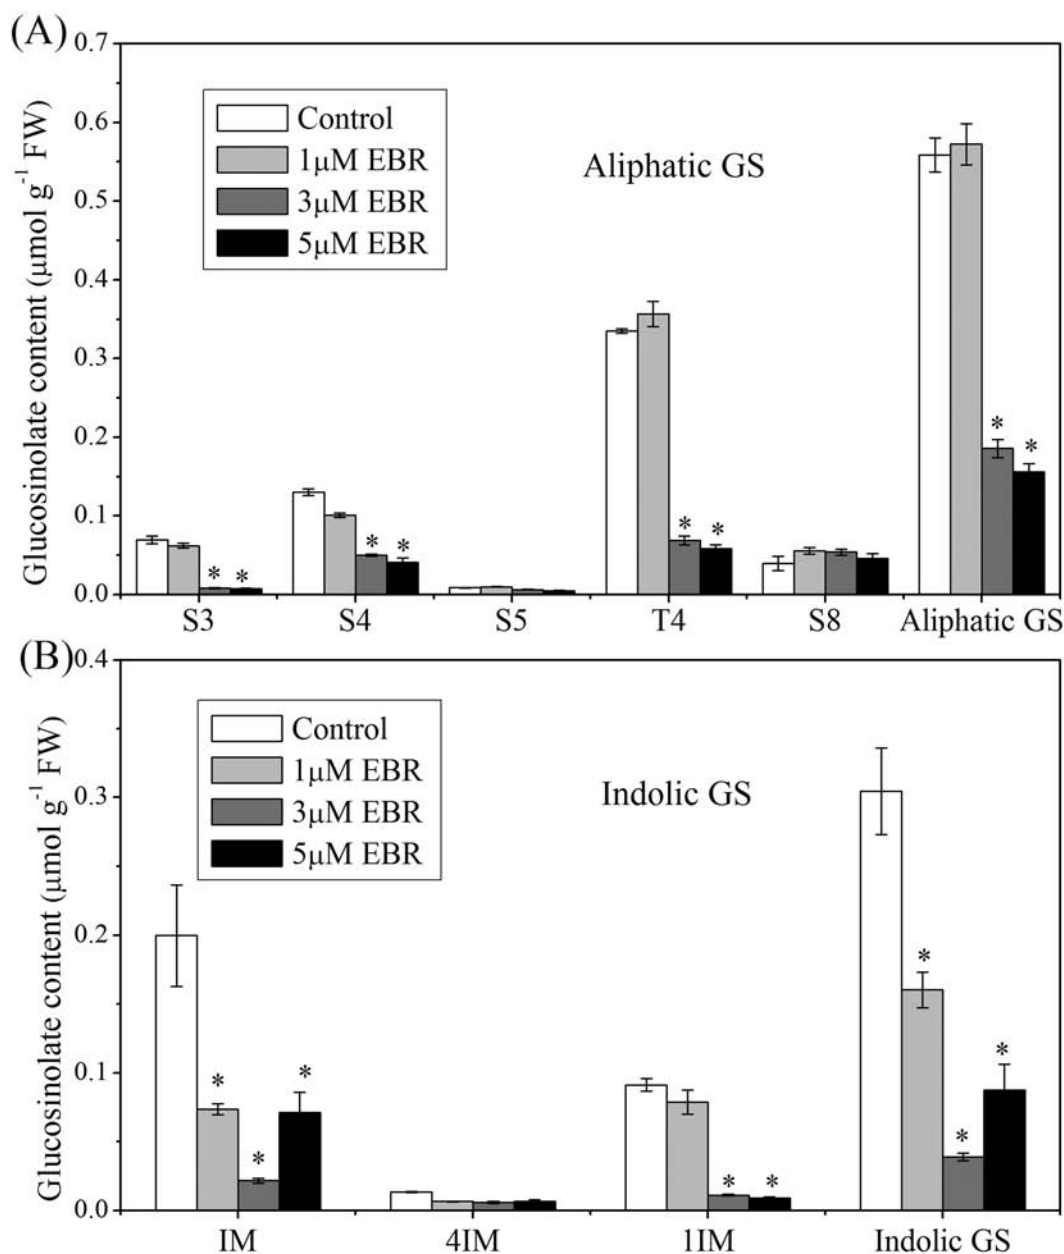 (A)
Glucosinolate content (μmol g⁻¹ FW)
0.7
0.6
0.5
0.4
0.3
0.2
0.1
0.0
Control
1μM EBR
3μM EBR
5μM EBR
Aliphatic GS
* *
* *
* *
* *
S3 S4 S5 T4 S8 Aliphatic GS
(B)
Glucosinolate content (μmol g⁻¹ FW)
0.4
0.3
0.2
0.1
0.0
Control
1μM EBR
3μM EBR
5μM EBR
Indolic GS
* * *
* *
* * *
IM 4IM 1IM Indolic GS